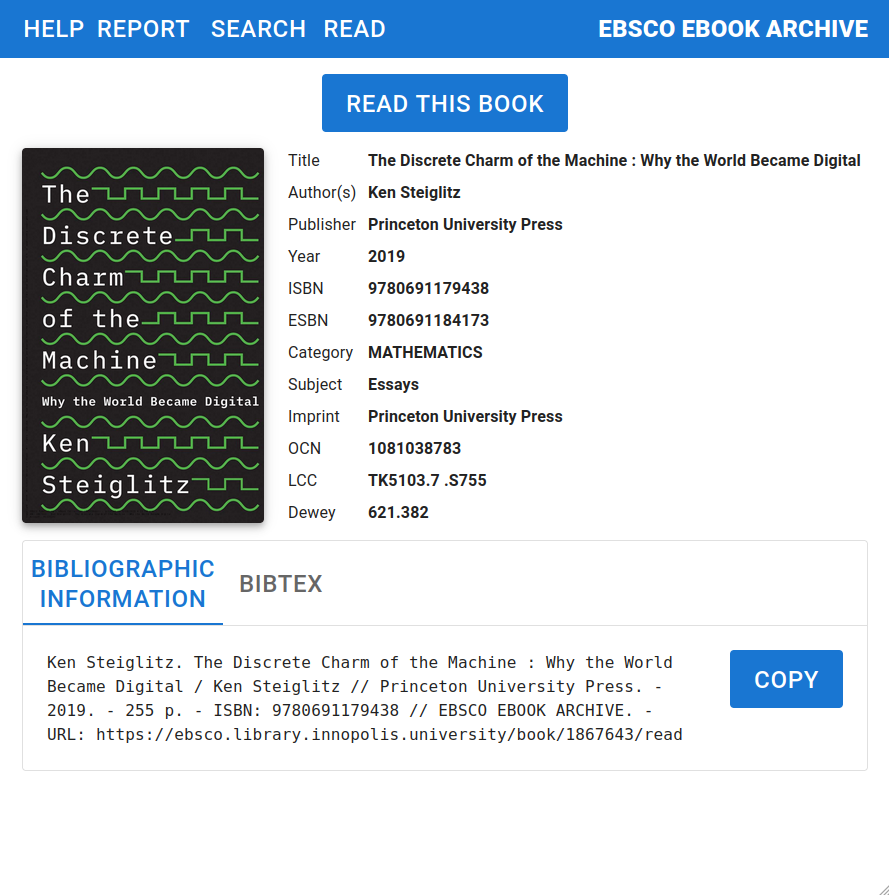 HELP REPORT SEARCH READ EBSCO EBOOK ARCHIVE
READ THIS BOOK
The
Discrete
Charm
of the
Machine
Why the World Became Digital
Ken
Steiglitz
Title The Discrete Charm of the Machine : Why the World Became Digital
Author(s) Ken Steiglitz
Publisher Princeton University Press
Year 2019
ISBN 9780691179438
ESBN 9780691184173
Category MATHEMATICS
Subject Essays
Imprint Princeton University Press
OCN 1081038783
LCC TK5103.7 .S755
Dewey 621.382
BIBLIOGRAPHIC
INFORMATION
BIBTEX
Ken Steiglitz. The Discrete Charm of the Machine : Why the World
Became Digital / Ken Steiglitz // Princeton University Press. -
2019. - 255 p. - ISBN: 9780691179438 // EBSCO EBOOK ARCHIVE. -
URL: https://ebsco.library.innopolis.university/book/1867643/read
COPY